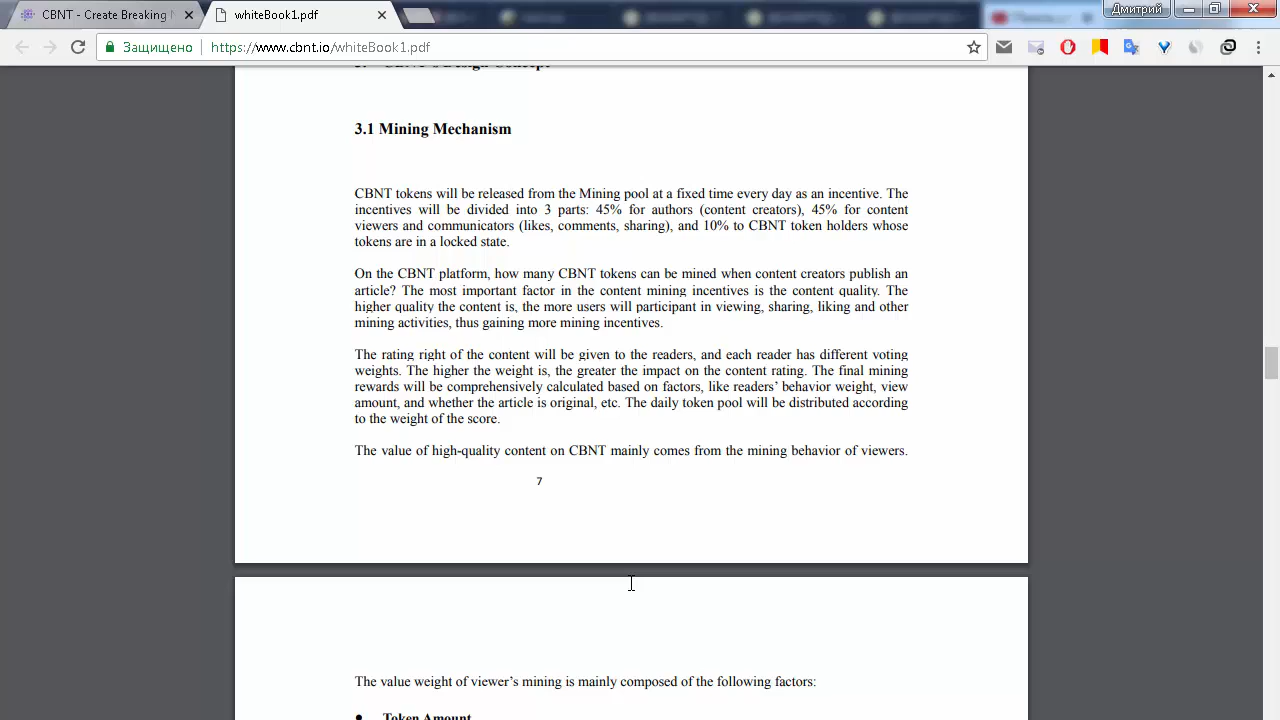 CBNT - Create Breaking N
whiteBook1.pdf
Дмитрий
Защищено
https://www.cbnt.io/whiteBook1.pdf
3. CBNT's Design Concept
3.1 Mining Mechanism
CBNT tokens will be released from the Mining pool at a fixed time every day as an incentive. The
incentives will be divided into 3 parts: 45% for authors (content creators), 45% for content
viewers and communicators (likes, comments, sharing), and 10% to CBNT token holders whose
tokens are in a locked state.
On the CBNT platform, how many CBNT tokens can be mined when content creators publish an
article? The most important factor in the content mining incentives is the content quality. The
higher quality the content is, the more users will participant in viewing, sharing, liking and other
mining activities, thus gaining more mining incentives.
The rating right of the content will be given to the readers, and each reader has different voting
weights. The higher the weight is, the greater the impact on the content rating. The final mining
rewards will be comprehensively calculated based on factors, like readers' behavior weight, view
amount, and whether the article is original, etc. The daily token pool will be distributed according
to the weight of the score.
The value of high-quality content on CBNT mainly comes from the mining behavior of viewers.
7
The value weight of viewer's mining is mainly composed of the following factors:
● Token Amount